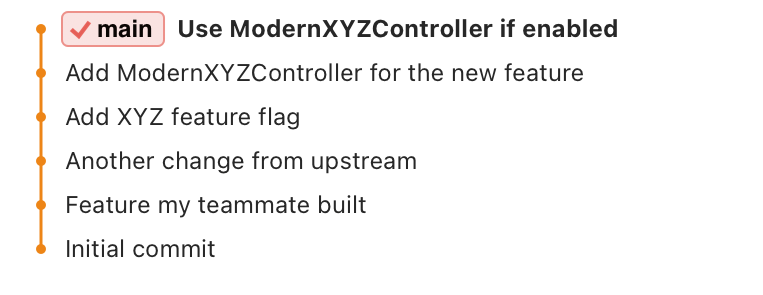 main Use ModernXYZController if enabled
Add ModernXYZController for the new feature
Add XYZ feature flag
Another change from upstream
Feature my teammate built
Initial commit